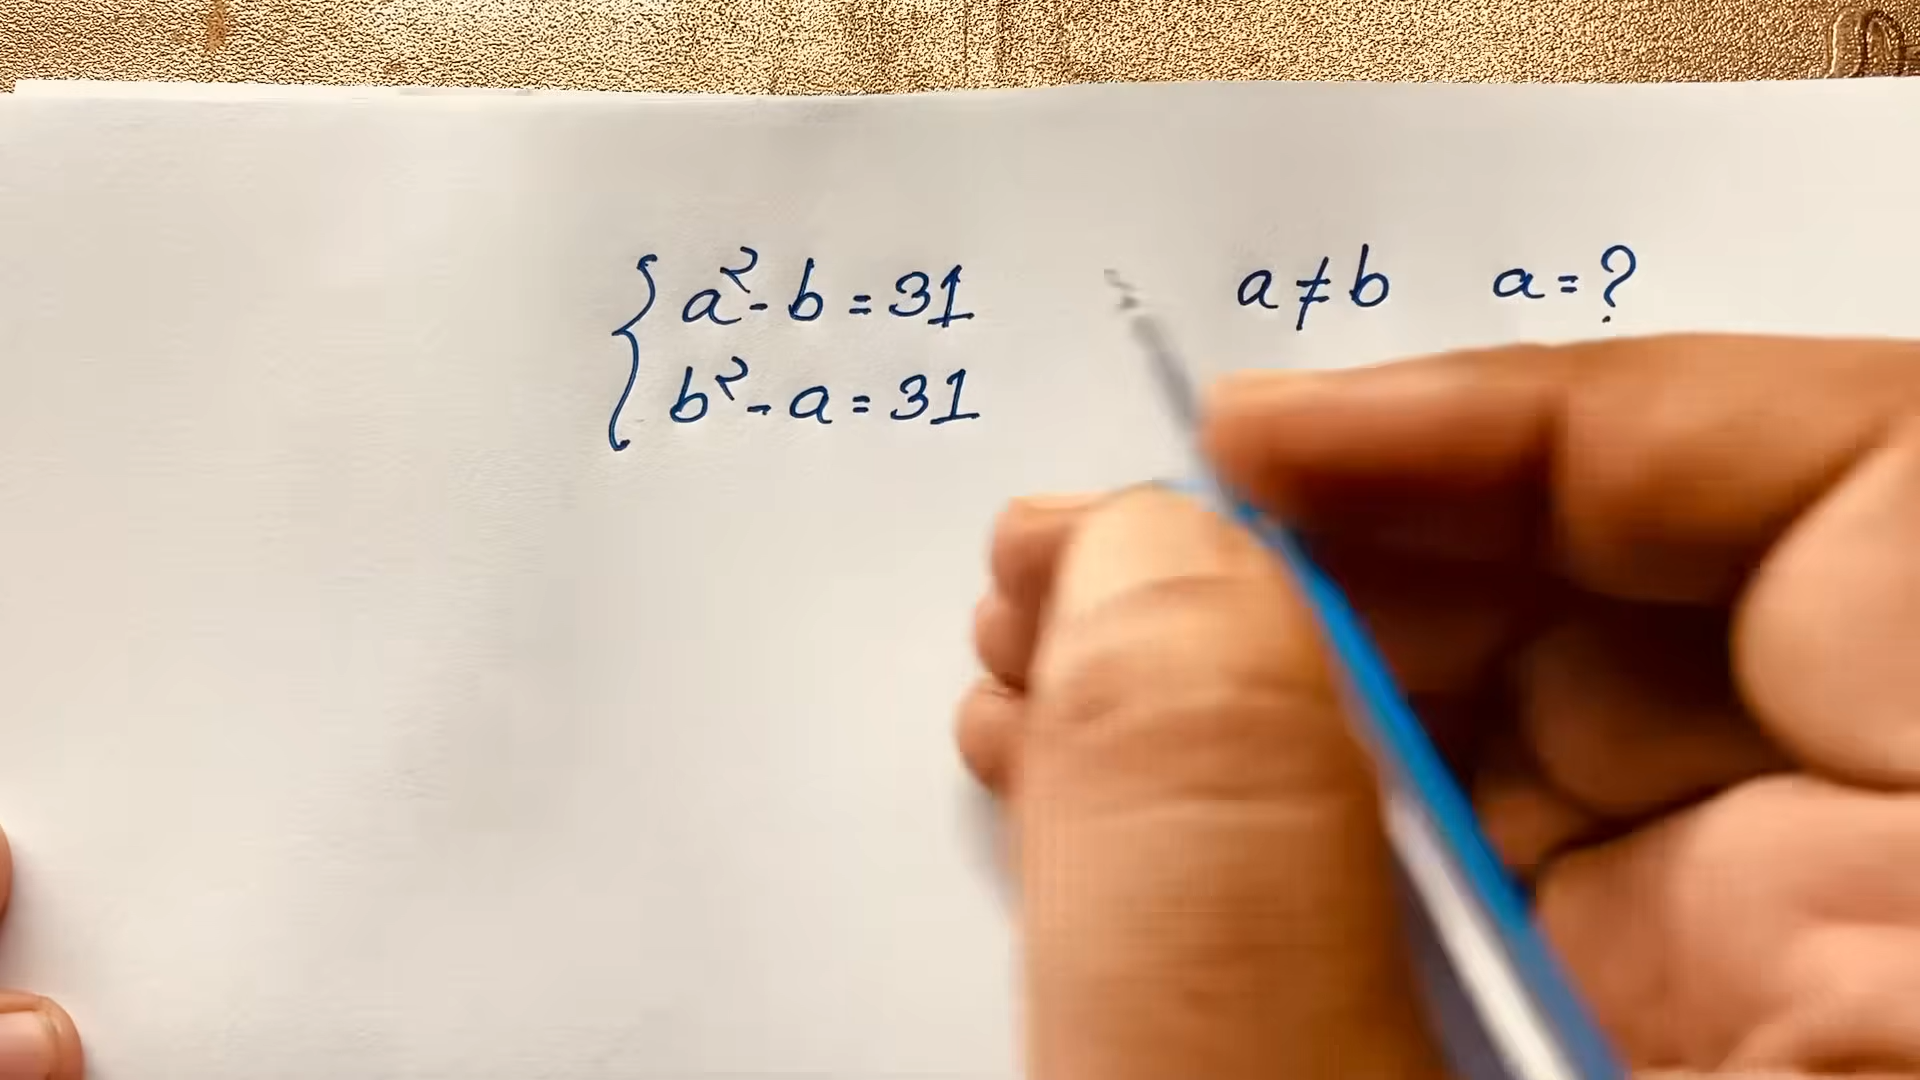 a² - b = 31 a ≠ b a = ?
b² - a = 31